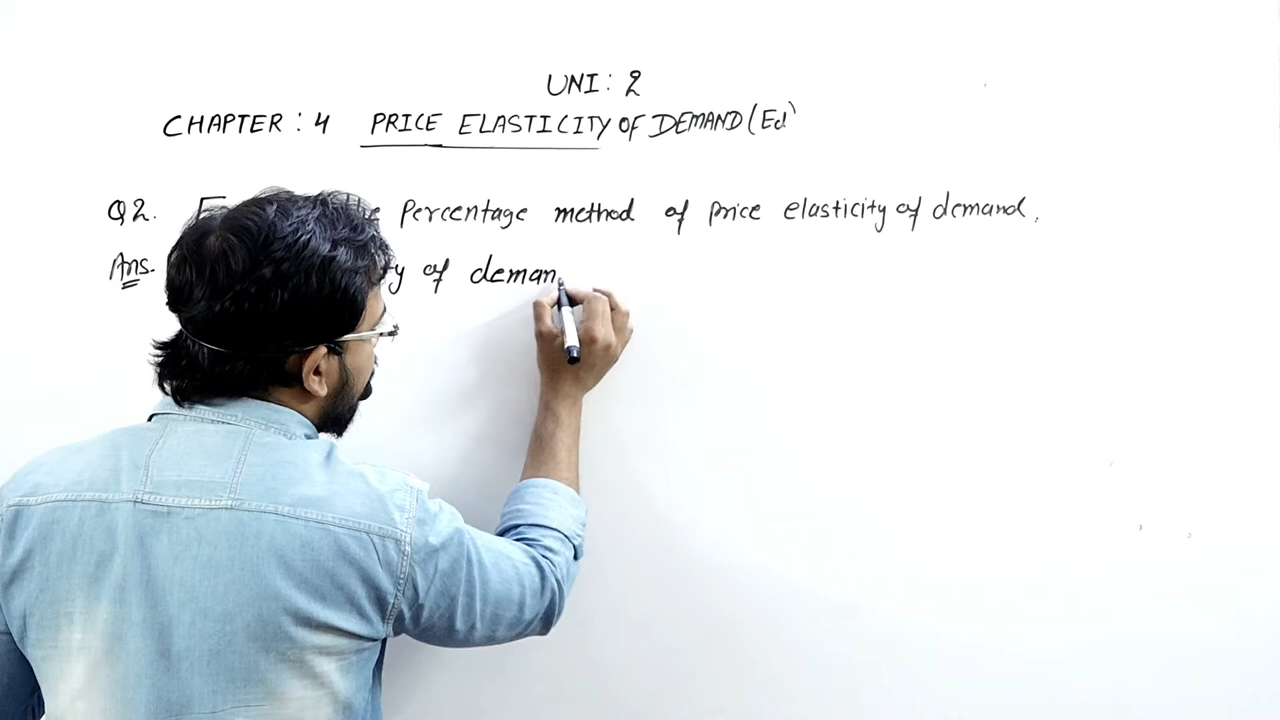 UNI: 2
CHAPTER : 4 PRICE ELASTICITY OF DEMAND (Ed)
Q2. Percentage method of price elasticity of demand.
Ans. of deman